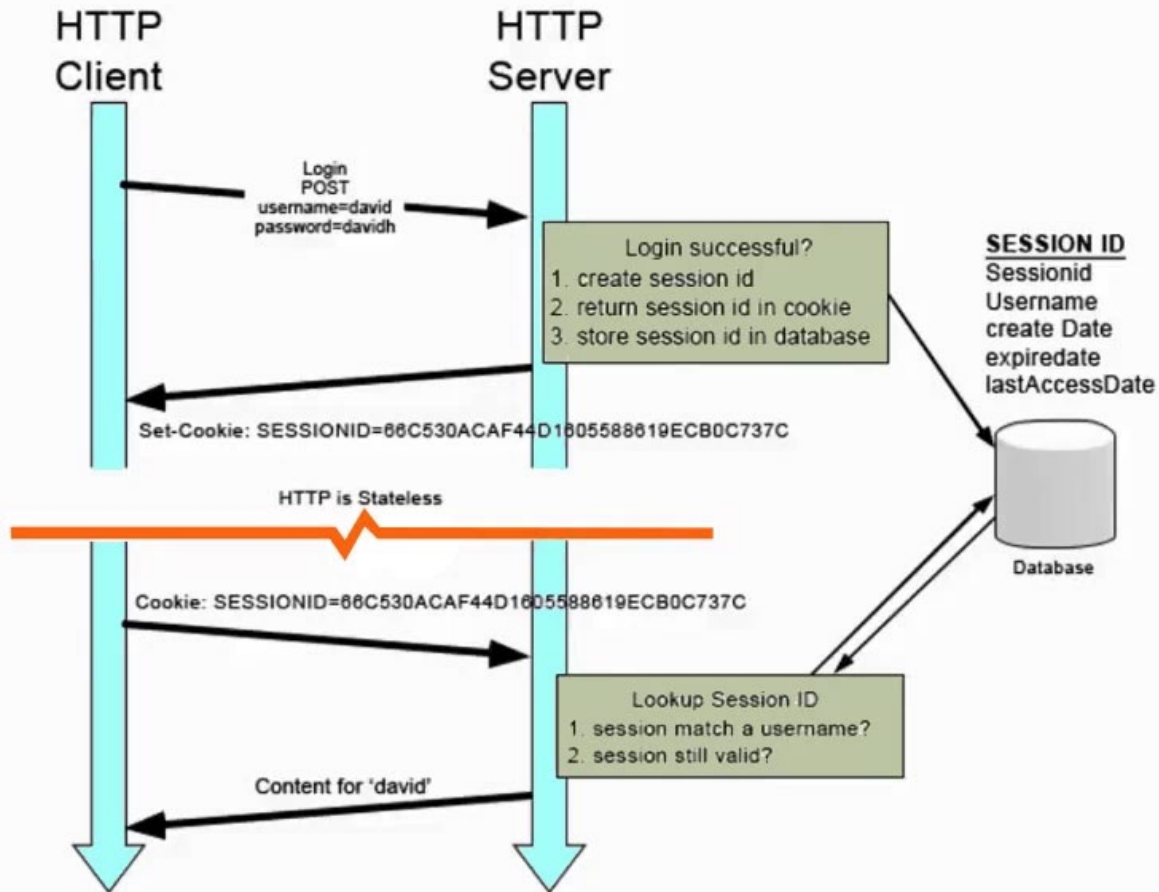 HTTP
Client
HTTP
Server
Login
POST
username=david
password=davidh
Login successful?
1. create session id
2. return session id in cookie
3. store session id in database
SESSION ID
Sessionid
Username
create Date
expiredate
lastAccessDate
Set-Cookie: SESSIONID=66C530ACAF44D1605588619ECB0C737C
HTTP is Stateless
Database
Cookie: SESSIONID=66C530ACAF44D1605588619ECB0C737C
Lookup Session ID
1. session match a username?
2. session still valid?
Content for 'david'